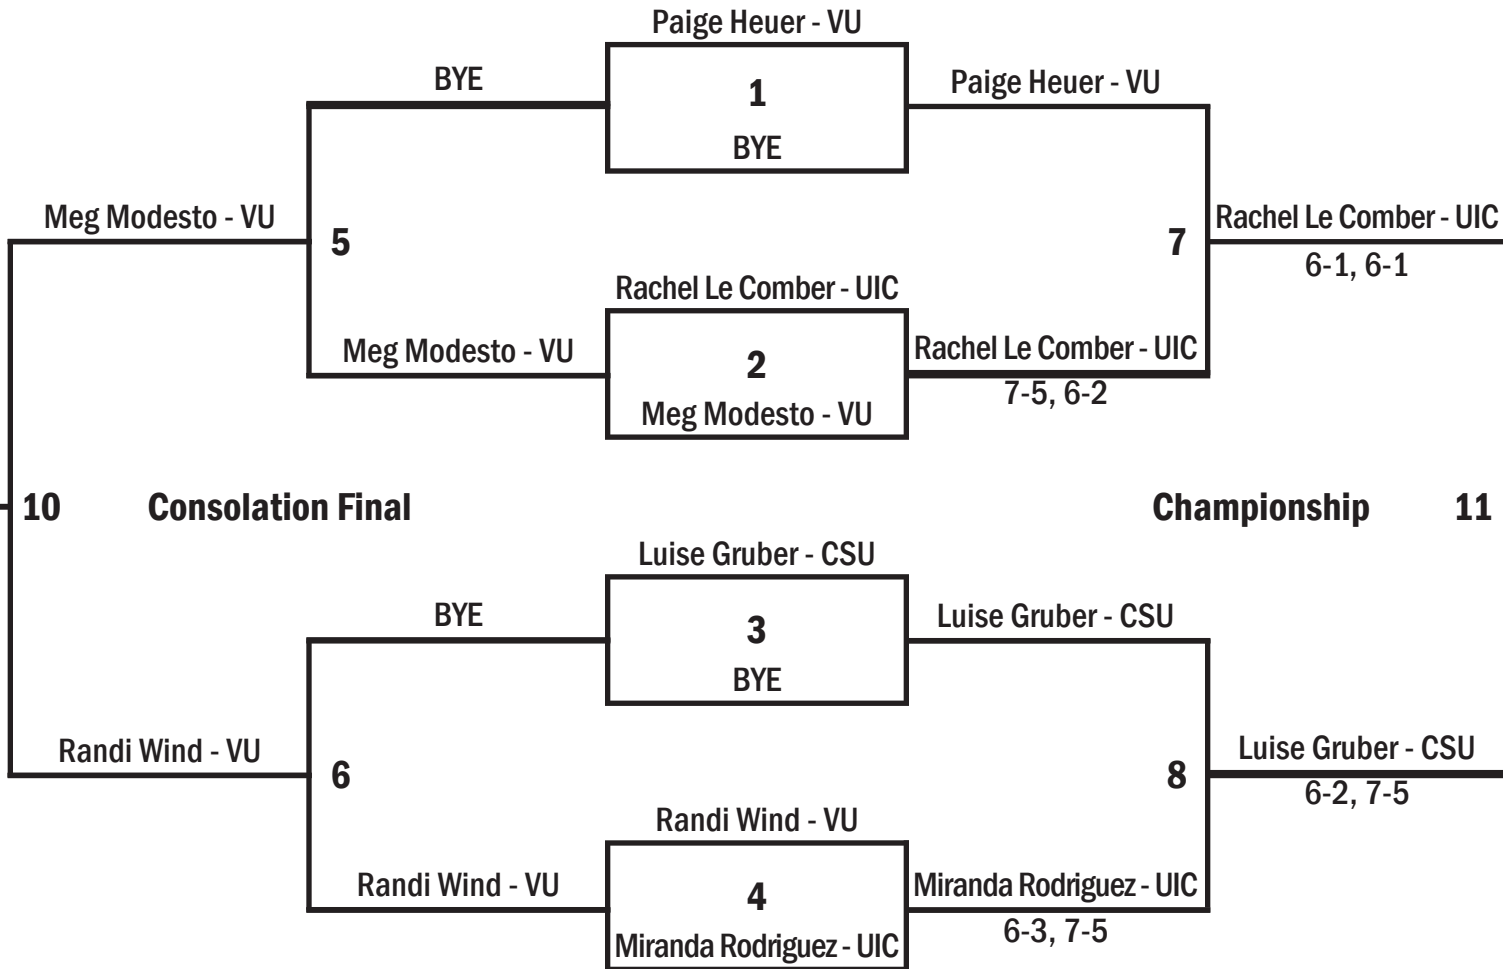 Paige Heuer - VU
BYE
1
Paige Heuer - VU
BYE
Meg Modesto - VU
5
7
Rachel Le Comber - UIC
6-1, 6-1
Rachel Le Comber - UIC
Meg Modesto - VU
2
Rachel Le Comber - UIC
7-5, 6-2
Meg Modesto - VU
10
Consolation Final
Championship
11
Luise Gruber - CSU
BYE
3
Luise Gruber - CSU
BYE
Randi Wind - VU
6
8
Luise Gruber - CSU
6-2, 7-5
Randi Wind - VU
Randi Wind - VU
4
Miranda Rodriguez - UIC
6-3, 7-5
Miranda Rodriguez - UIC